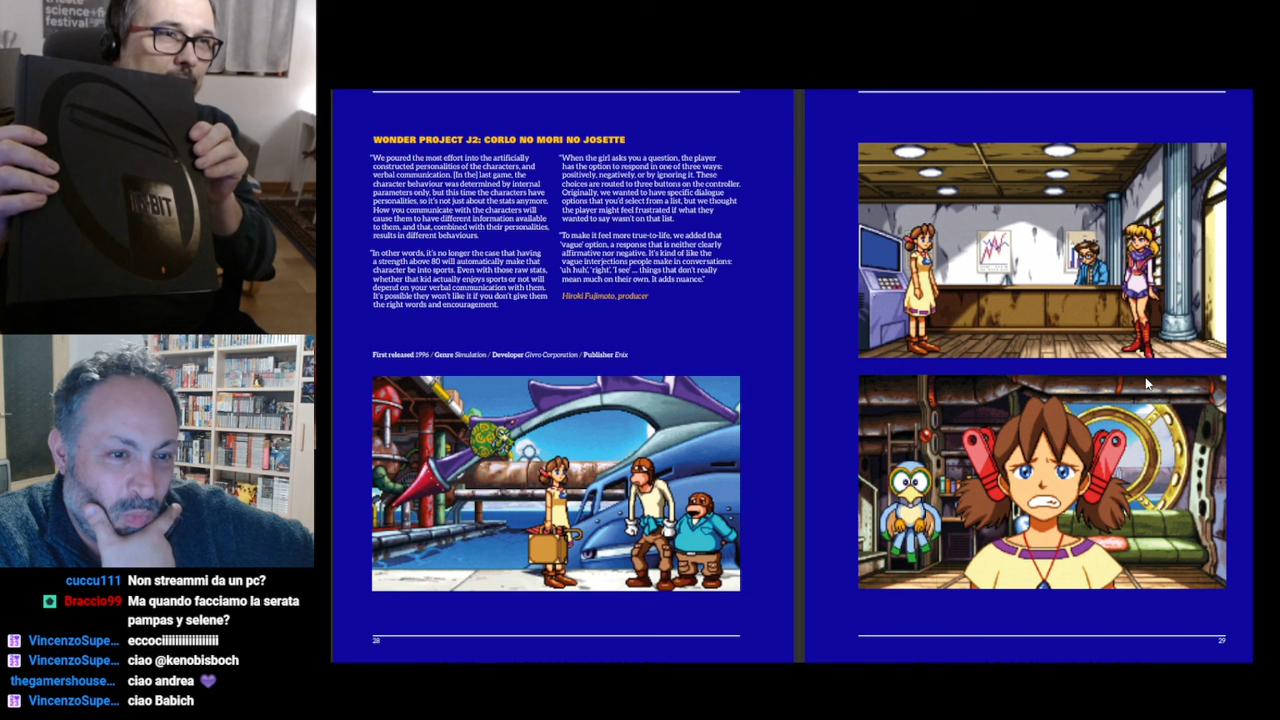 science+fi
festival
16-BIT
WONDER PROJECT J2: CORLO NO MORI NO JOSETTE
"We poured the most effort into the artificially
constructed personalities of the characters, and
verbal communication. [In the] last game, the
character behaviour was determined by internal
parameters only, but this time the characters have
personalities, so it's not just about the stats anymore.
How you communicate with the characters will
cause them to have different information available
to them, and that, combined with their personalities,
results in different behaviours.
"In other words, it's no longer the case that having
a strength above 80 will automatically make that
character be into sports. Even with those raw stats,
whether that kid actually enjoys sports or not will
depend on your verbal communication with them.
It's possible they won't like it if you don't give them
the right words and encouragement.
"When the girl asks you a question, the player
has the option to respond in one of three ways:
positively, negatively, or by ignoring it. These
choices are routed to three buttons on the controller.
Originally, we wanted to have specific dialogue
options that you'd select from a list, but we thought
the player might feel frustrated if what they
wanted to say wasn't on that list.
"To make it feel more true-to-life, we added that
'vague' option, a response that is neither clearly
affirmative nor negative. It's kind of like the
vague interjections people make in conversations:
'uh huh', 'right', 'I see' ... things that don't really
mean much on their own. It adds nuance."
Hiroki Fujimoto, producer
First released 1996 / Genre Simulation / Developer Givro Corporation / Publisher Enix
28
29
cuccu111 Non streammi da un pc?
Braccio99 Ma quando facciamo la serata
pampas y selene?
VincenzoSupe... eccociiiiiiiiiiiiiiiii
VincenzoSupe... ciao @kenobisboch
thegamershouse... ciao andrea 💜
VincenzoSupe... ciao Babich